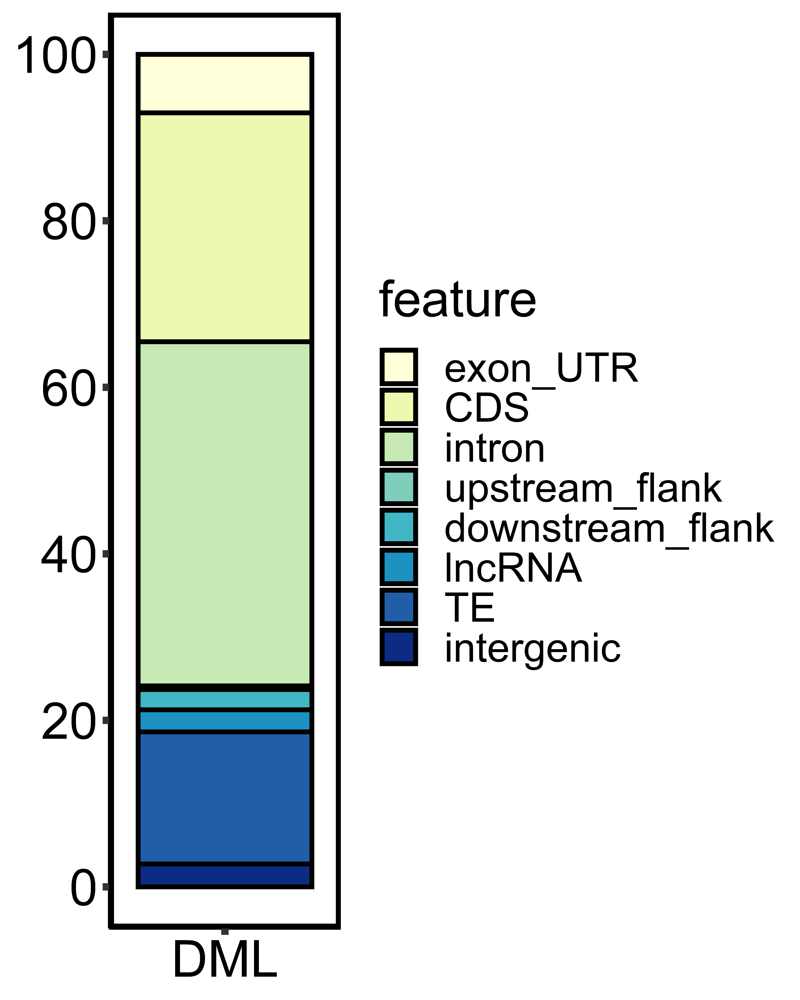 100
80
60
40
20
0
DML
feature
exon_UTR
CDS
intron
upstream_flank
downstream_flank
lncRNA
TE
intergenic